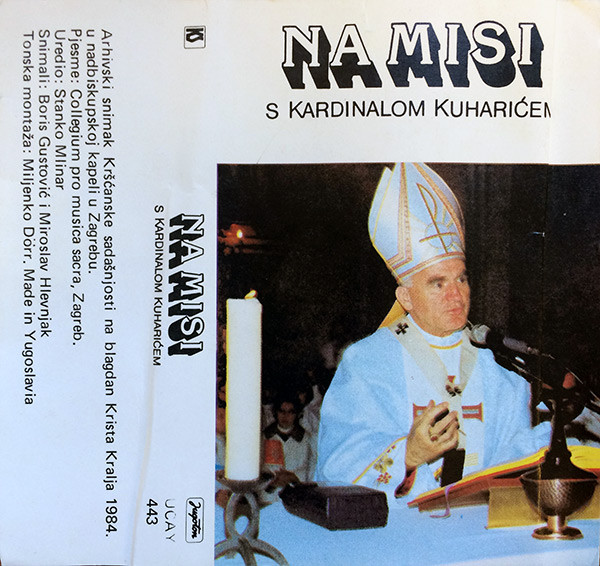 NA MISI
S KARDINALOM KUHARIĆEM
NA MISI
S KARDINALOM KUHARIĆEM
Jugoton
UCAY
443
KS
Arhivski snimak Kršćanske sadašnjosti na blagdan Krista Kralja 1984.
u nadbiskupskoj kapeli u Zagrebu.
Pjesme: Collegium pro musica sacra, Zagreb.
Uredio: Stanko Mlinar
Snimali: Boris Gustović i Miroslav Hlevnjak
Tonska montaža: Miljenko Dörr. Made in Yugoslavia